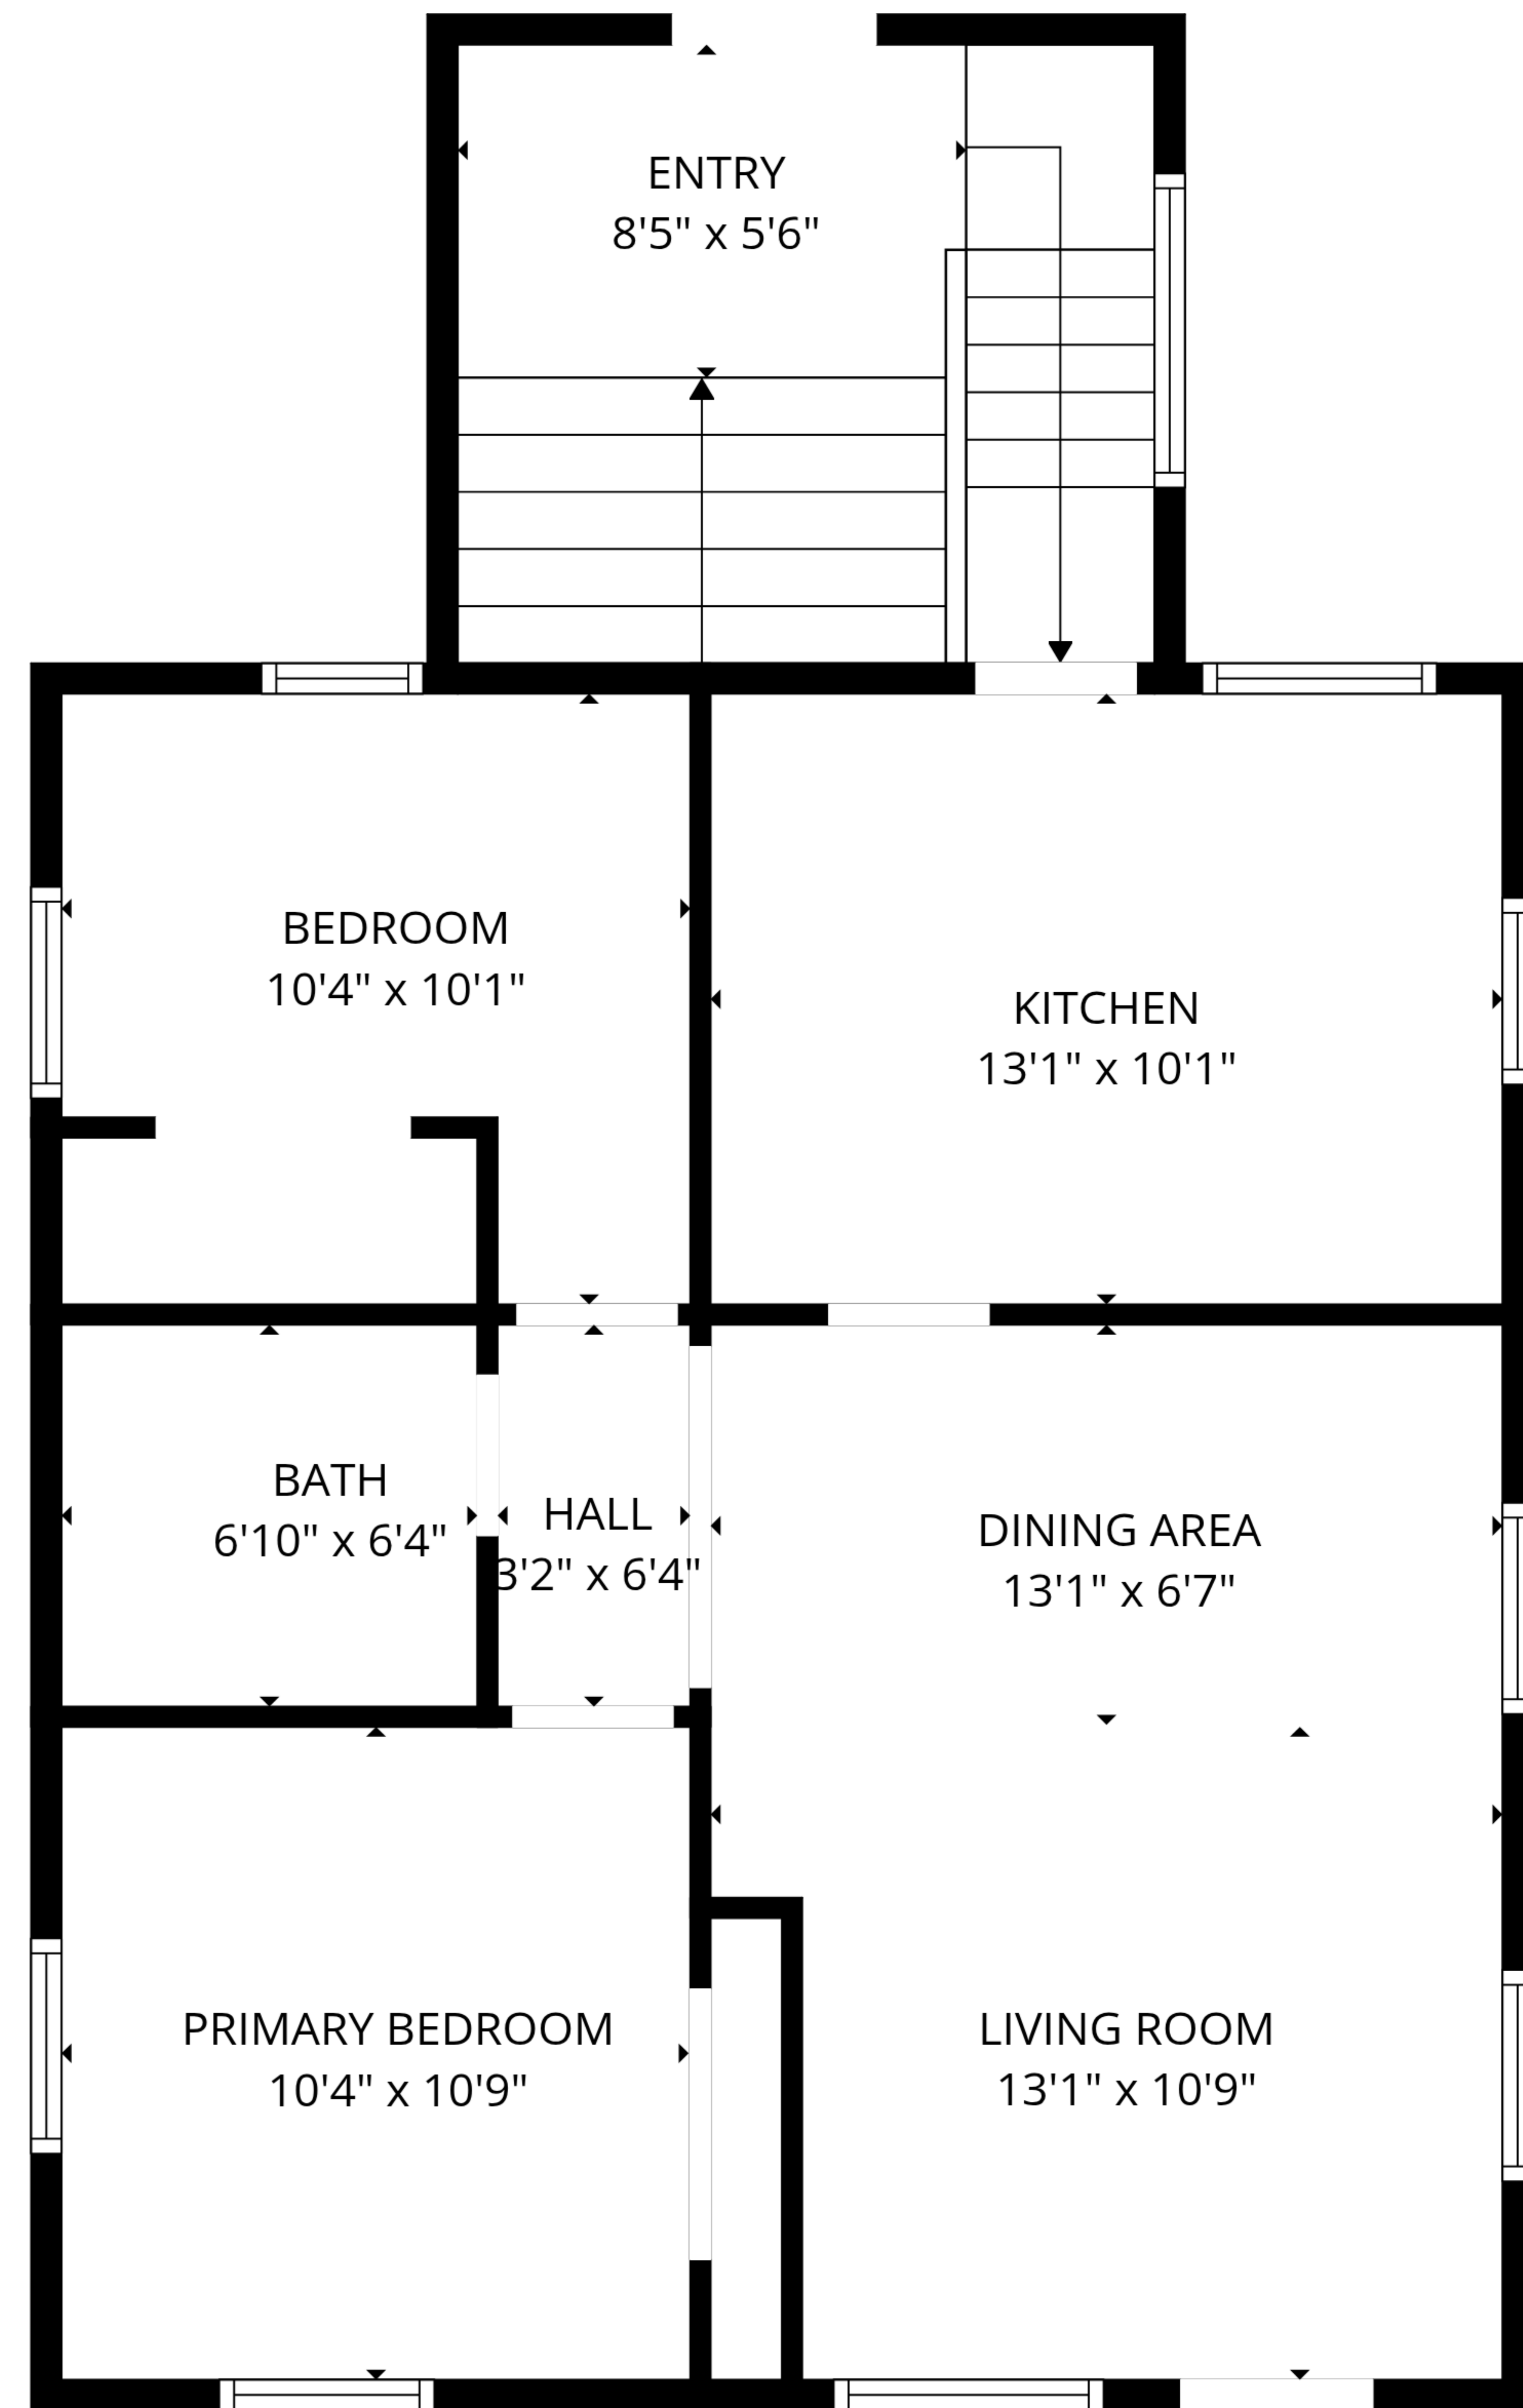 ENTRY
8'5" x 5'6"
BEDROOM
10'4" x 10'1"
KITCHEN
13'1" x 10'1"
BATH
6'10" x 6'4"
HALL
3'2" x 6'4"
DINING AREA
13'1" x 6'7"
PRIMARY BEDROOM
10'4" x 10'9"
LIVING ROOM
13'1" x 10'9"